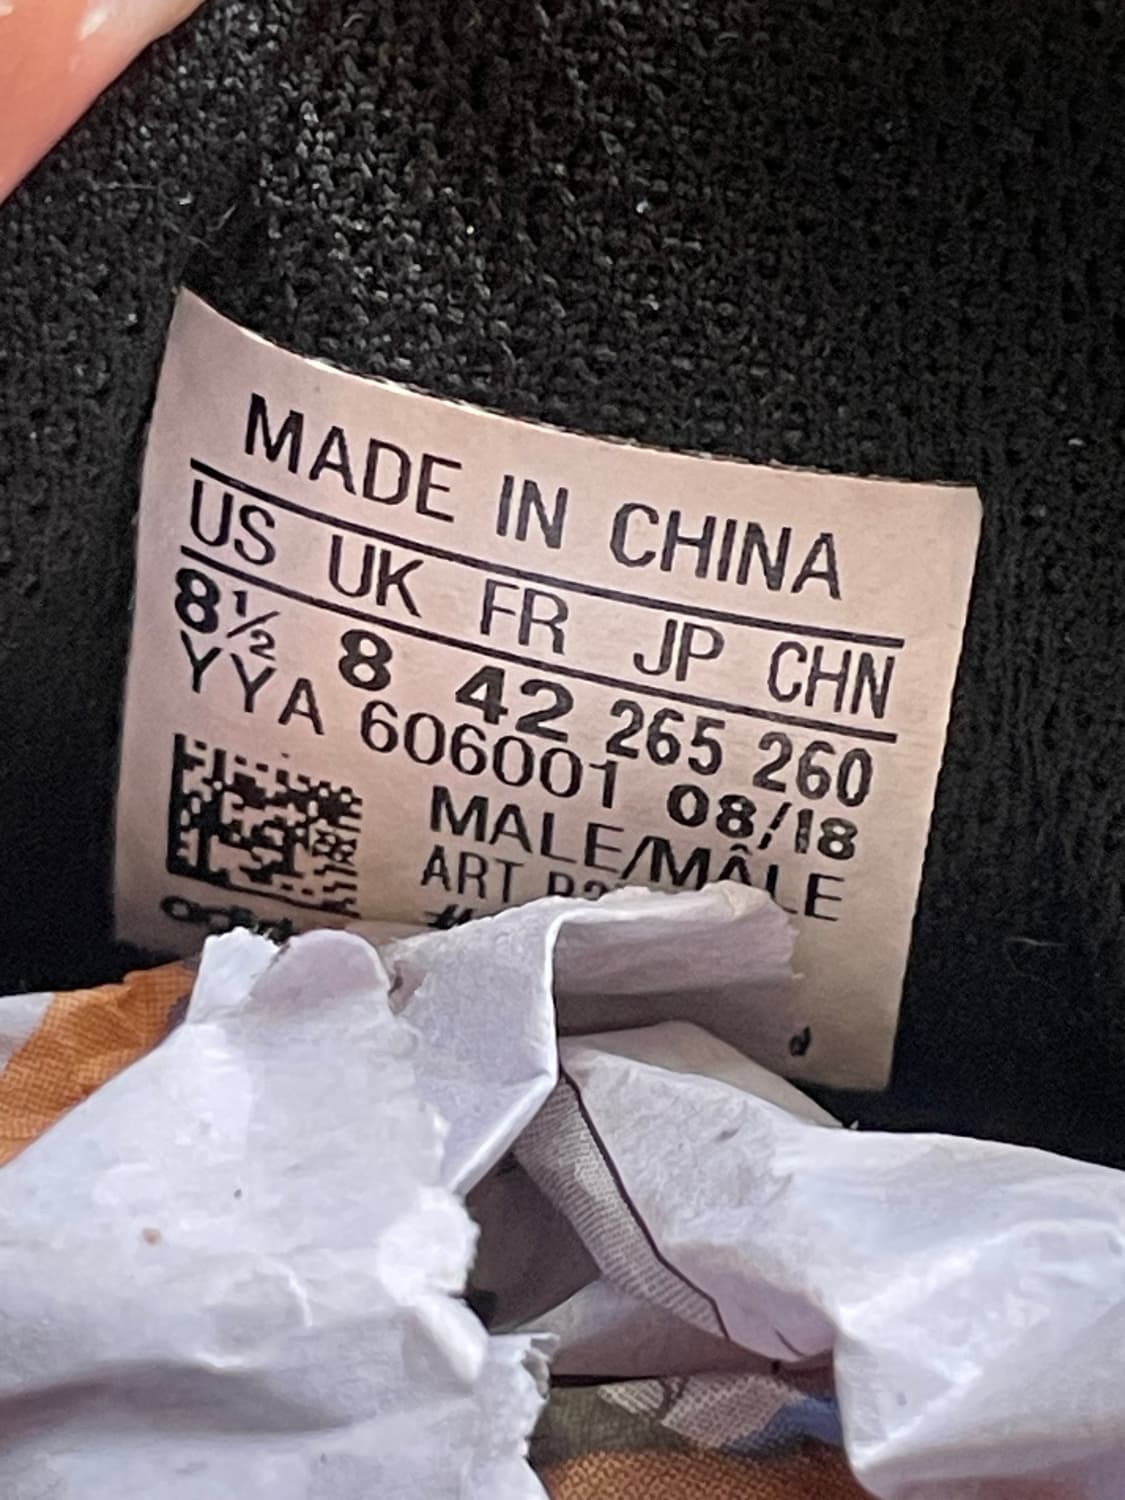 MADE IN CHINA
US UK FR JP CHN
8½ 8 42 265 260
YYA 606001 08/18
MALE/MÂLE
ART